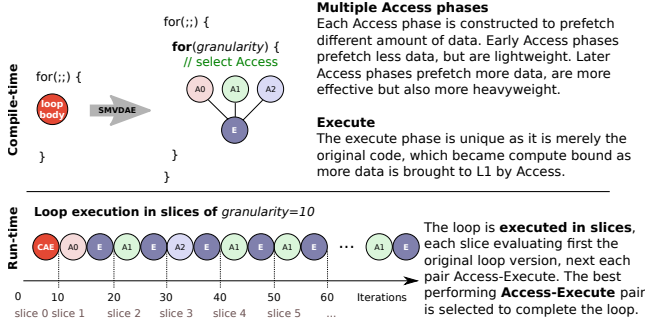 Compile-time
for(;;) {
loop
body
}
SMVDAE
for(;;) {
for(granularity) {
// select Access
A0 A1 A2
E
}
}
Multiple Access phases
Each Access phase is constructed to prefetch
different amount of data. Early Access phases
prefetch less data, but are lightweight. Later
Access phases prefetch more data, are more
effective but also more heavyweight.
Execute
The execute phase is unique as it is merely the
original code, which became compute bound as
more data is brought to L1 by Access.
Run-time
Loop execution in slices of granularity=10
CAE A0 E A1 E A2 E A1 E A1 E ... A1 E
0 10 20 30 40 50 60 Iterations
slice 0 slice 1 slice 2 slice 3 slice 4 slice 5 ...
The loop is executed in slices,
each slice evaluating first the
original loop version, next each
pair Access-Execute. The best
performing Access-Execute pair
is selected to complete the loop.